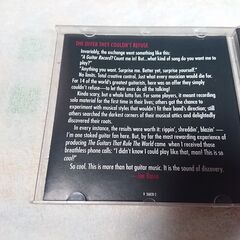 THE OFFER THEY COULDN'T REFUSE
Invariably, the exchange went something like this:
"A Guitar Record? Count me in! But...what kind of song do you want me
to play?"
"Anything you want. Surprise me. Better yet, surprise yourself."
No limits. Total creative control. Just what every musician would die for.
For 14 of the world's greatest guitarists, here was an offer they simply
couldn't refuse—to let their axes do all the talking!
Kinda scary, but a whole lotta fun. For some players, it meant recording
by themselves for the first time in their lives; others got the chance to
experiment with musical styles that wouldn't fit their band's direction; still
others searched the darkest corners of their musical attics and delightedly
discovered their roots.
In every instance, the results were worth it: rippin', shreddin', blazin' —
I'm one stoked guitar fan here. But, by far the most rewarding experience of
producing The Guitars That Rule The World came when I received those
breathless phone calls: "I didn't know I could play like that, man! This is so
cool!"
So cool. This is more than hot guitar music. It is the sound of discovery.